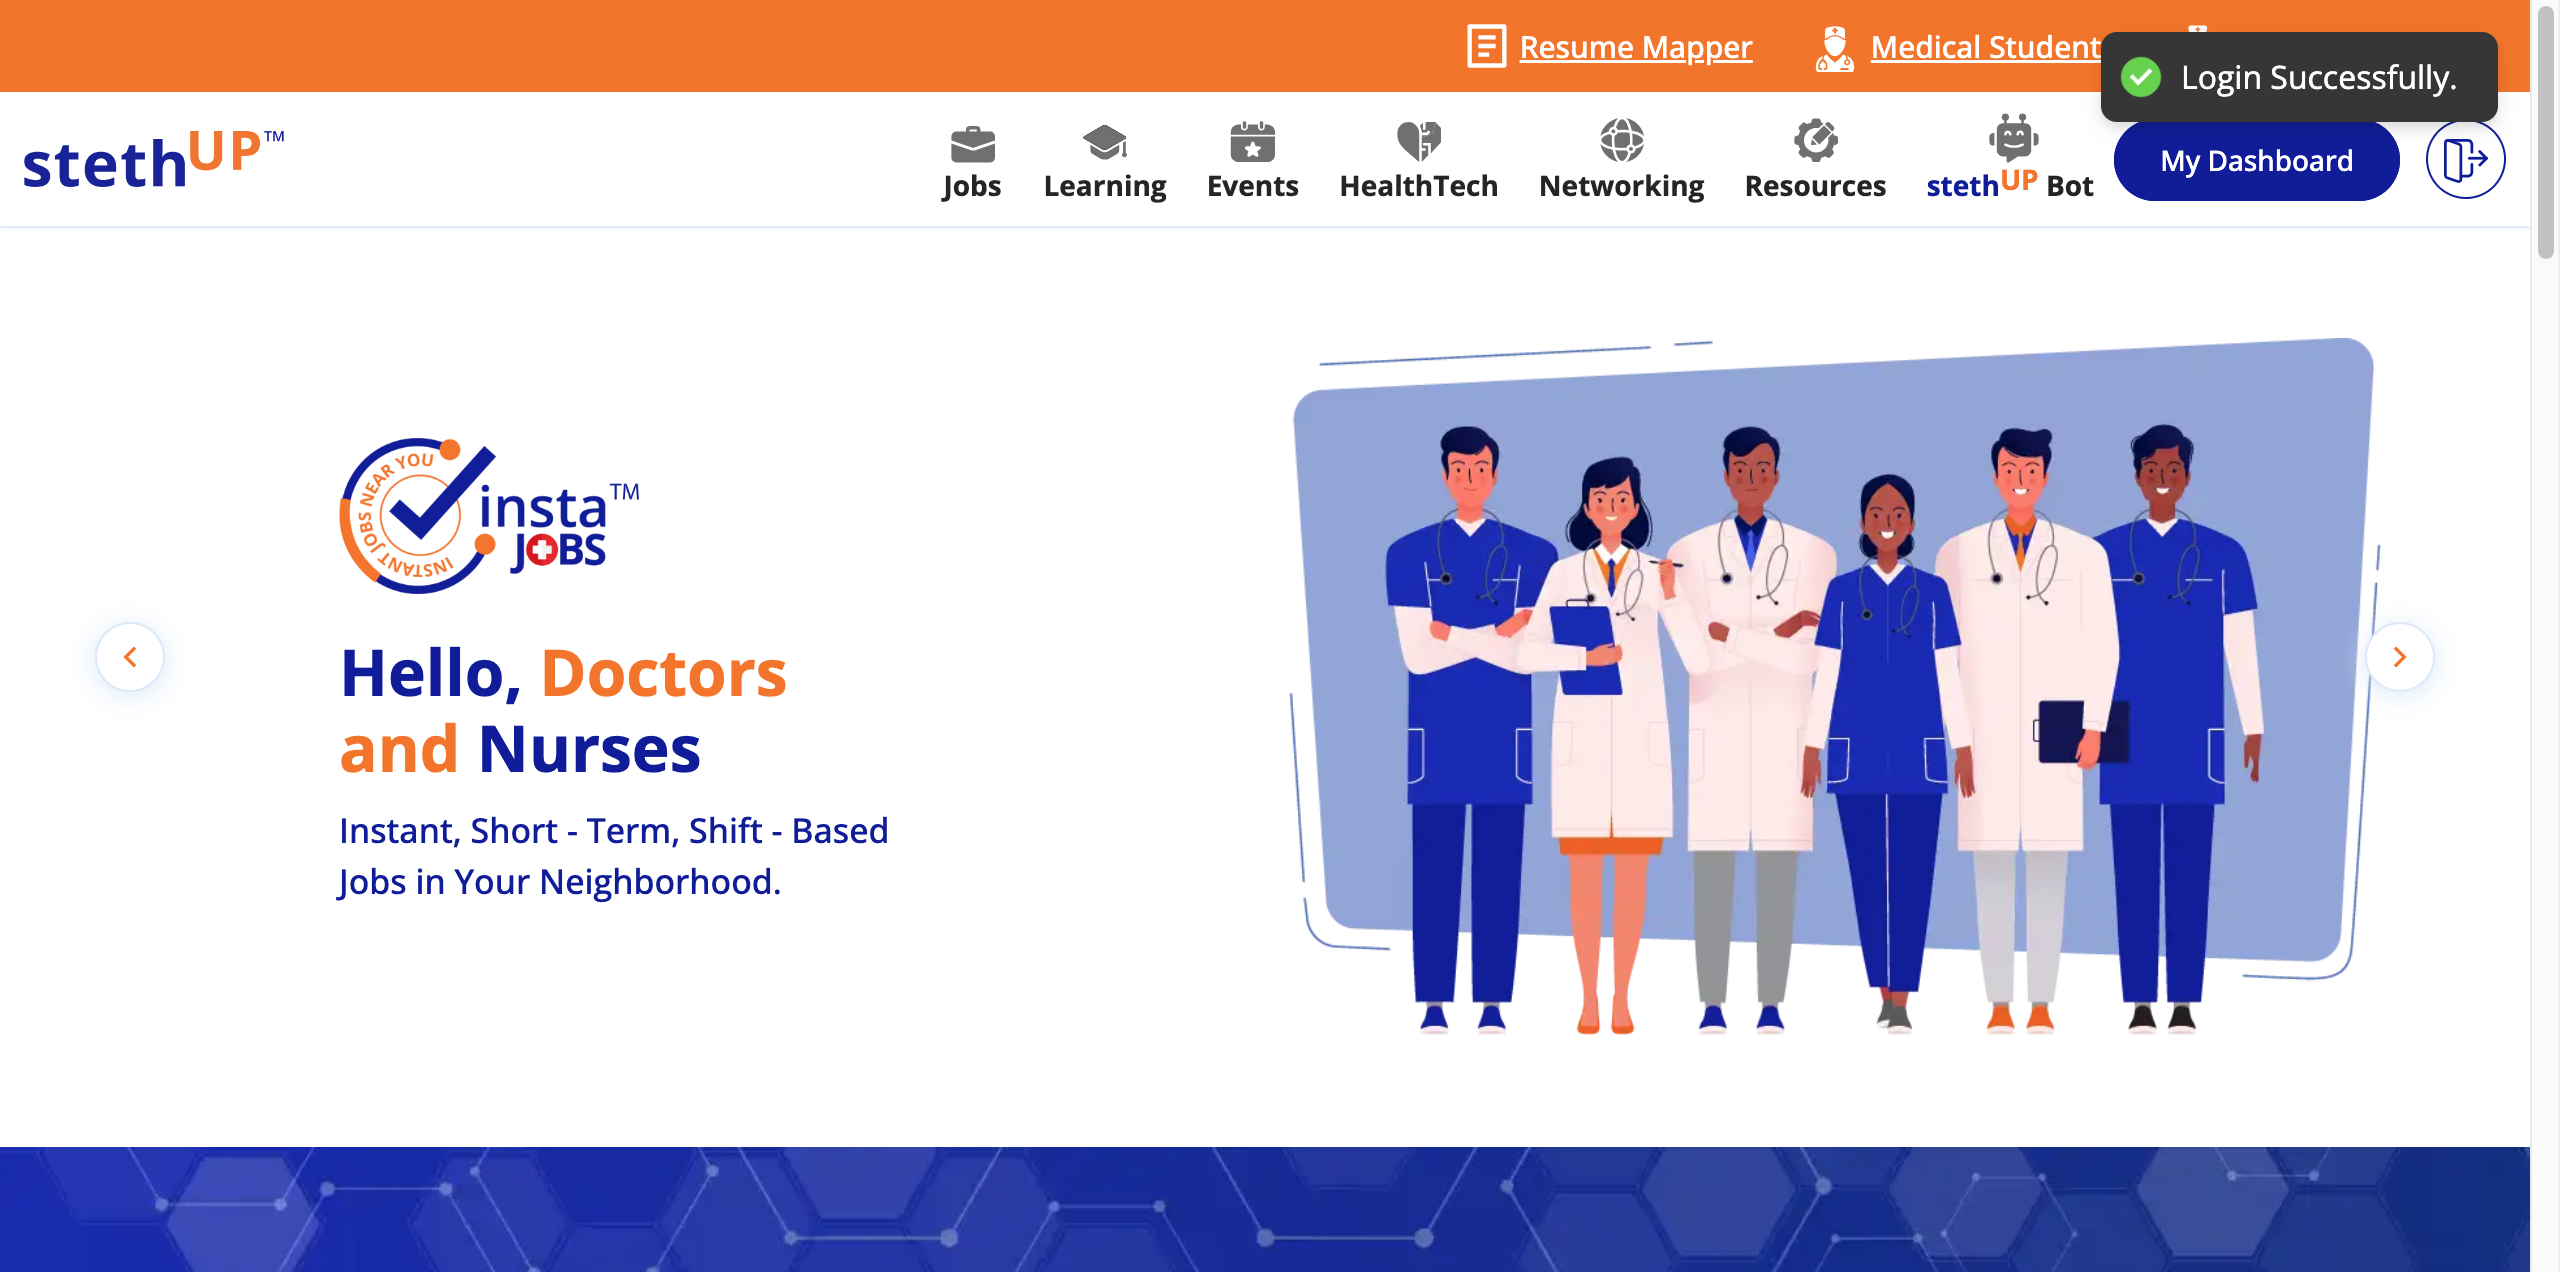 Resume Mapper
Medical Student
Login Successfully.
stethUP™
Jobs
Learning
Events
HealthTech
Networking
Resources
stethUP Bot
My Dashboard
INSTANT JOBS NEAR YOU
insta™
JOBS
Hello, Doctors
and Nurses
Instant, Short - Term, Shift - Based
Jobs in Your Neighborhood.